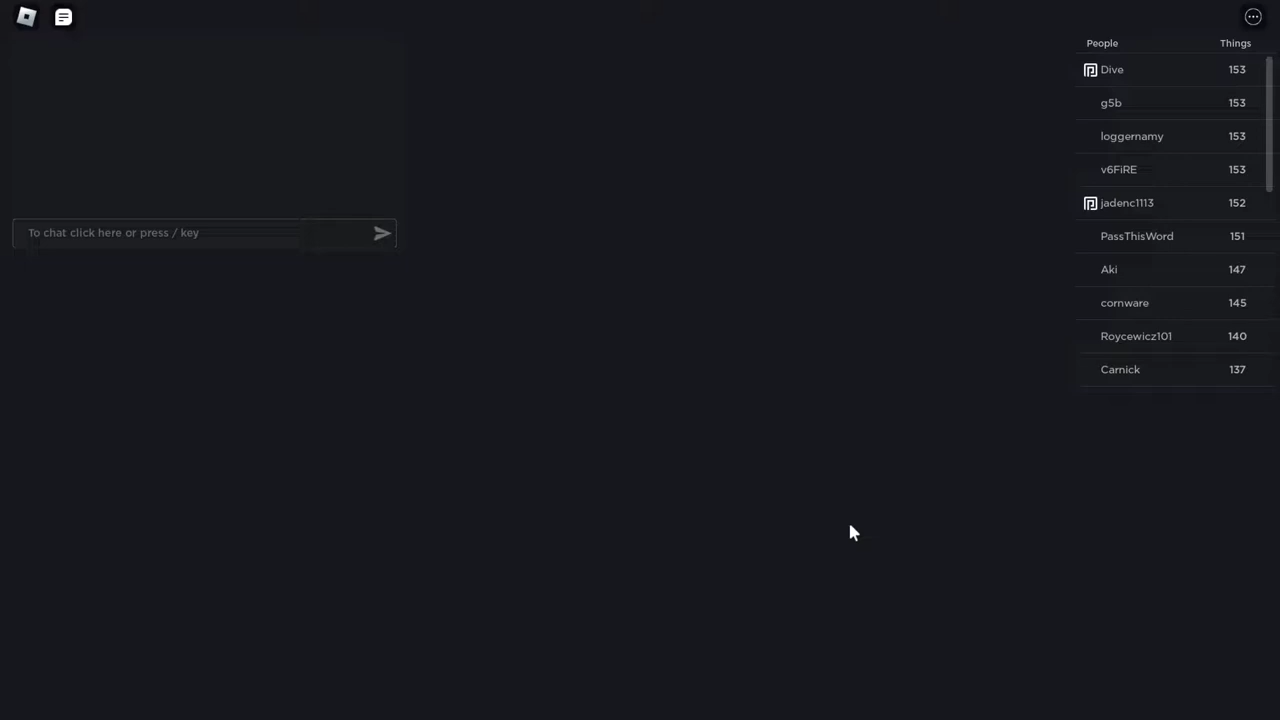 People Things
Dive 153
g5b 153
loggernamy 153
v6FiRE 153
To chat click here or press / key
jadenc1113 152
PassThisWord 151
Aki 147
cornware 145
Roycewicz101 140
Carnick 137